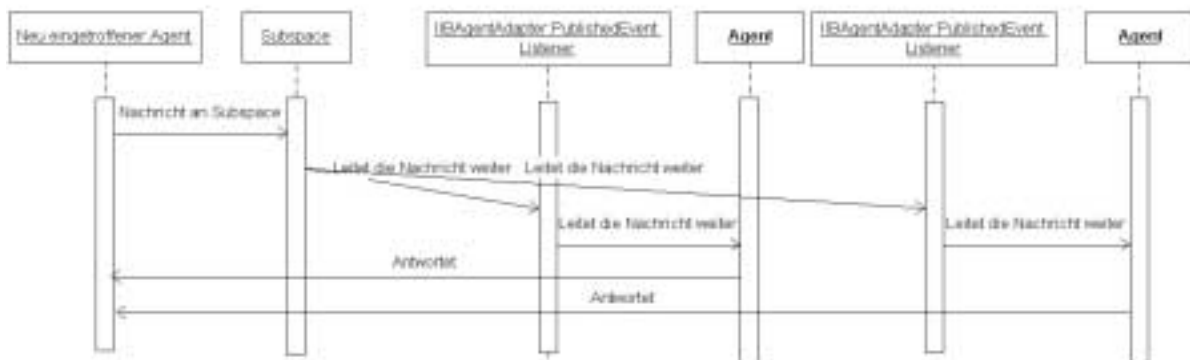 Neu eingetroffener Agent
Subspace
IIBAgentAdapter.PublishedEvent
Listener
Agent
IIBAgentAdapter.PublishedEvent
Listener
Agent
Nachricht an Subspace
Leitet die Nachricht weiter
Leitet die Nachricht weiter
Leitet die Nachricht weiter
Leitet die Nachricht weiter
Antwortet
Antwortet